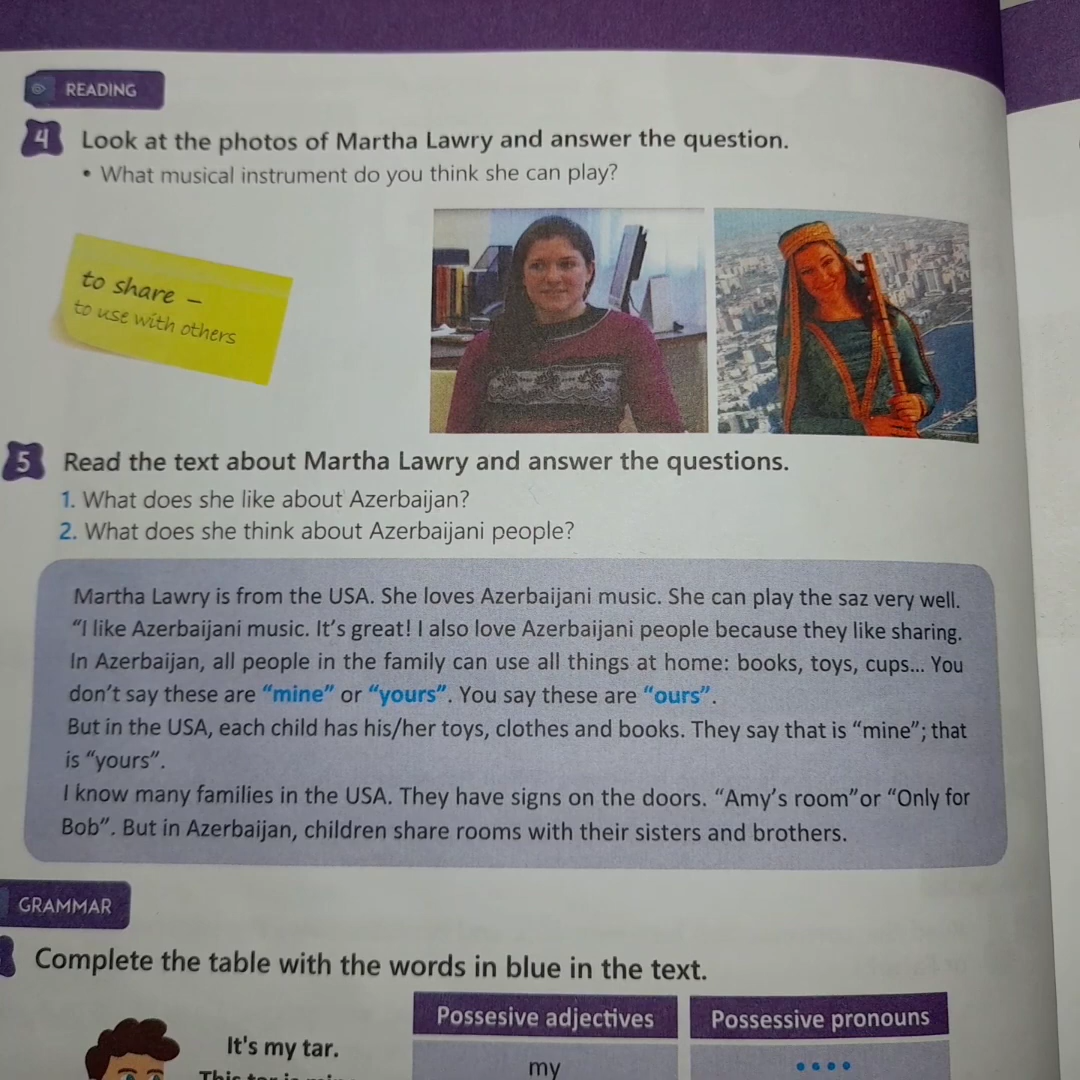 READING
4 Look at the photos of Martha Lawry and answer the question.
• What musical instrument do you think she can play?
to share –
to use with others
5 Read the text about Martha Lawry and answer the questions.
1. What does she like about Azerbaijan?
2. What does she think about Azerbaijani people?
Martha Lawry is from the USA. She loves Azerbaijani music. She can play the saz very well.
“I like Azerbaijani music. It’s great! I also love Azerbaijani people because they like sharing.
In Azerbaijan, all people in the family can use all things at home: books, toys, cups... You
don’t say these are “mine” or “yours”. You say these are “ours”.
But in the USA, each child has his/her toys, clothes and books. They say that is “mine”; that
is “yours”.
I know many families in the USA. They have signs on the doors. “Amy’s room”or “Only for
Bob”. But in Azerbaijan, children share rooms with their sisters and brothers.
GRAMMAR
Complete the table with the words in blue in the text.
Possesive adjectives
Possessive pronouns
It's my tar.
my
....